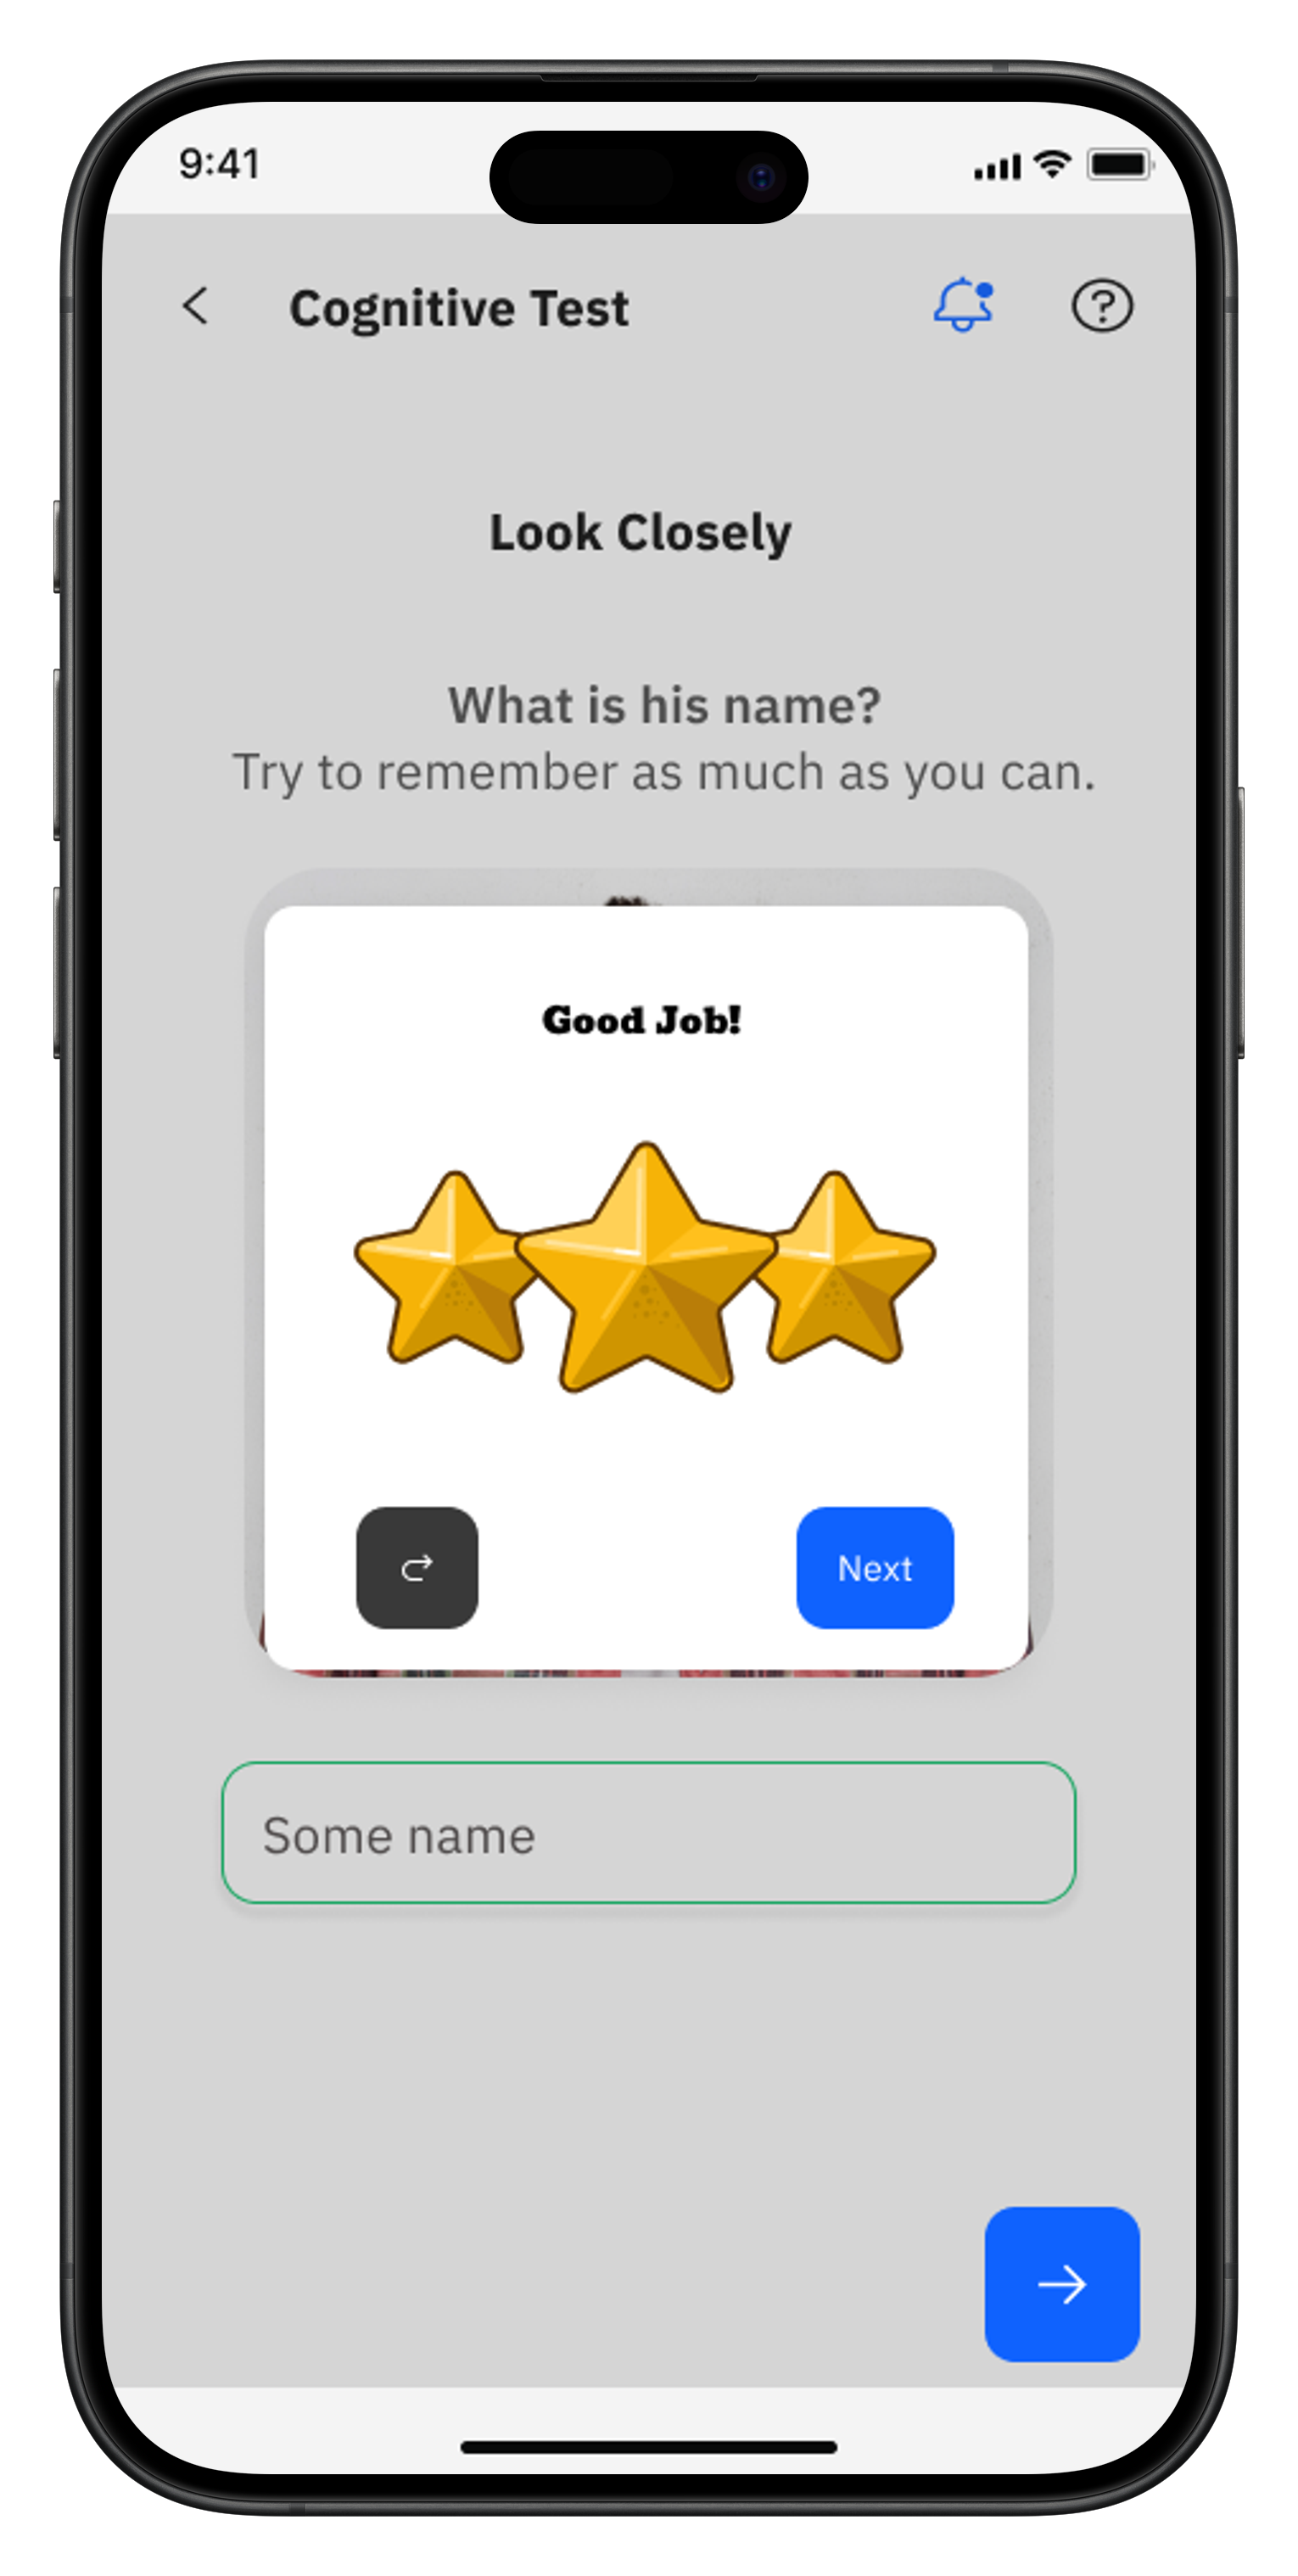 9:41
Cognitive Test
Look Closely
What is his name?
Try to remember as much as you can.
Good Job!
Next
Some name